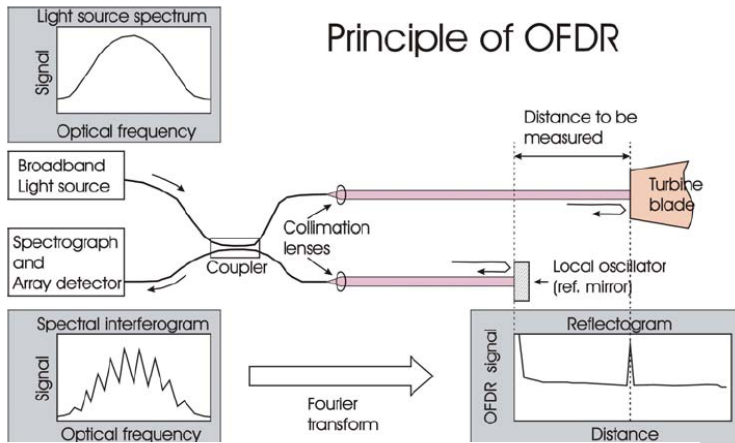 Light source spectrum
Signal
Optical frequency
Principle of OFDR
Distance to be
measured
Broadband
Light source
Turbine
blade
Collimation
lenses
Spectrograph
and
Array detector
Coupler
Local oscillator
(ref. mirror)
Spectral interferogram
Signal
Optical frequency
Fourier
transform
Reflectogram
OFDR signal
Distance